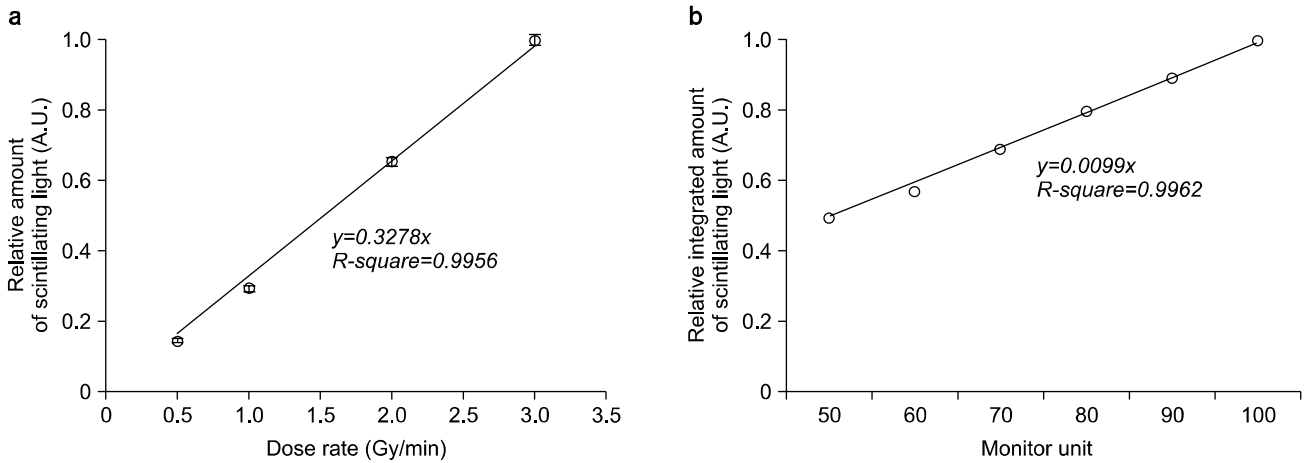 a
Relative amount
of scintillating light (A.U.)
1.0
0.8
0.6
0.4
0.2
0
y=0.3278x
R-square=0.9956
0
0.5
1.0
1.5
2.0
2.5
3.0
3.5
Dose rate (Gy/min)
b
Relative integrated amount
of scintillating light (A.U.)
1.0
0.8
0.6
0.4
0.2
0
y=0.0099x
R-square=0.9962
50
60
70
80
90
100
Monitor unit